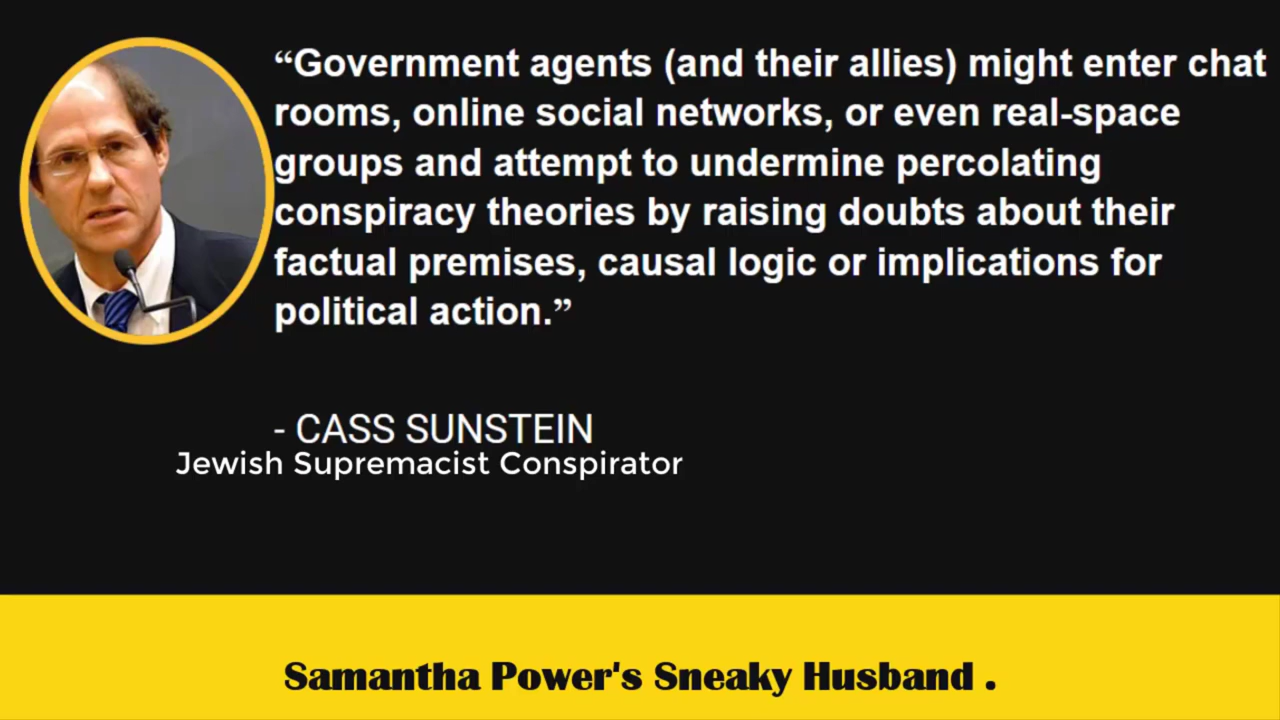 “Government agents (and their allies) might enter chat
rooms, online social networks, or even real-space
groups and attempt to undermine percolating
conspiracy theories by raising doubts about their
factual premises, causal logic or implications for
political action.”
- CASS SUNSTEIN
Jewish Supremacist Conspirator
Samantha Power's Sneaky Husband .